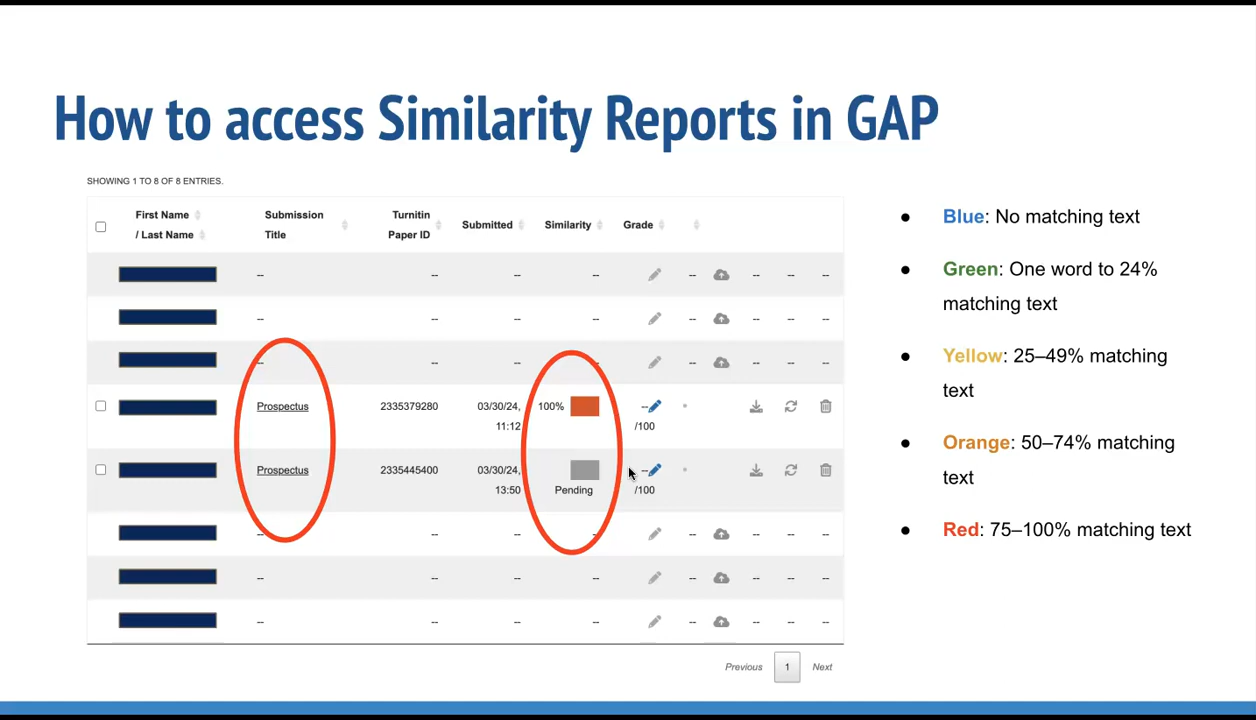 How to access Similarity Reports in GAP
SHOWING 1 TO 8 OF 8 ENTRIES.
First Name / Last Name Submission Title Turnitin Paper ID Submitted Similarity Grade
-- -- -- -- -- -- -- --
-- -- -- -- -- -- -- --
-- -- -- -- -- -- -- --
Prospectus 2335379280 03/30/24, 11:12 100% -- /100
Prospectus 2335445400 03/30/24, 13:50 Pending -- /100
-- -- -- -- -- -- -- --
-- -- -- -- -- -- -- --
-- -- -- -- -- -- -- --
Previous 1 Next
● Blue: No matching text
● Green: One word to 24%
matching text
● Yellow: 25–49% matching
text
● Orange: 50–74% matching
text
● Red: 75–100% matching text